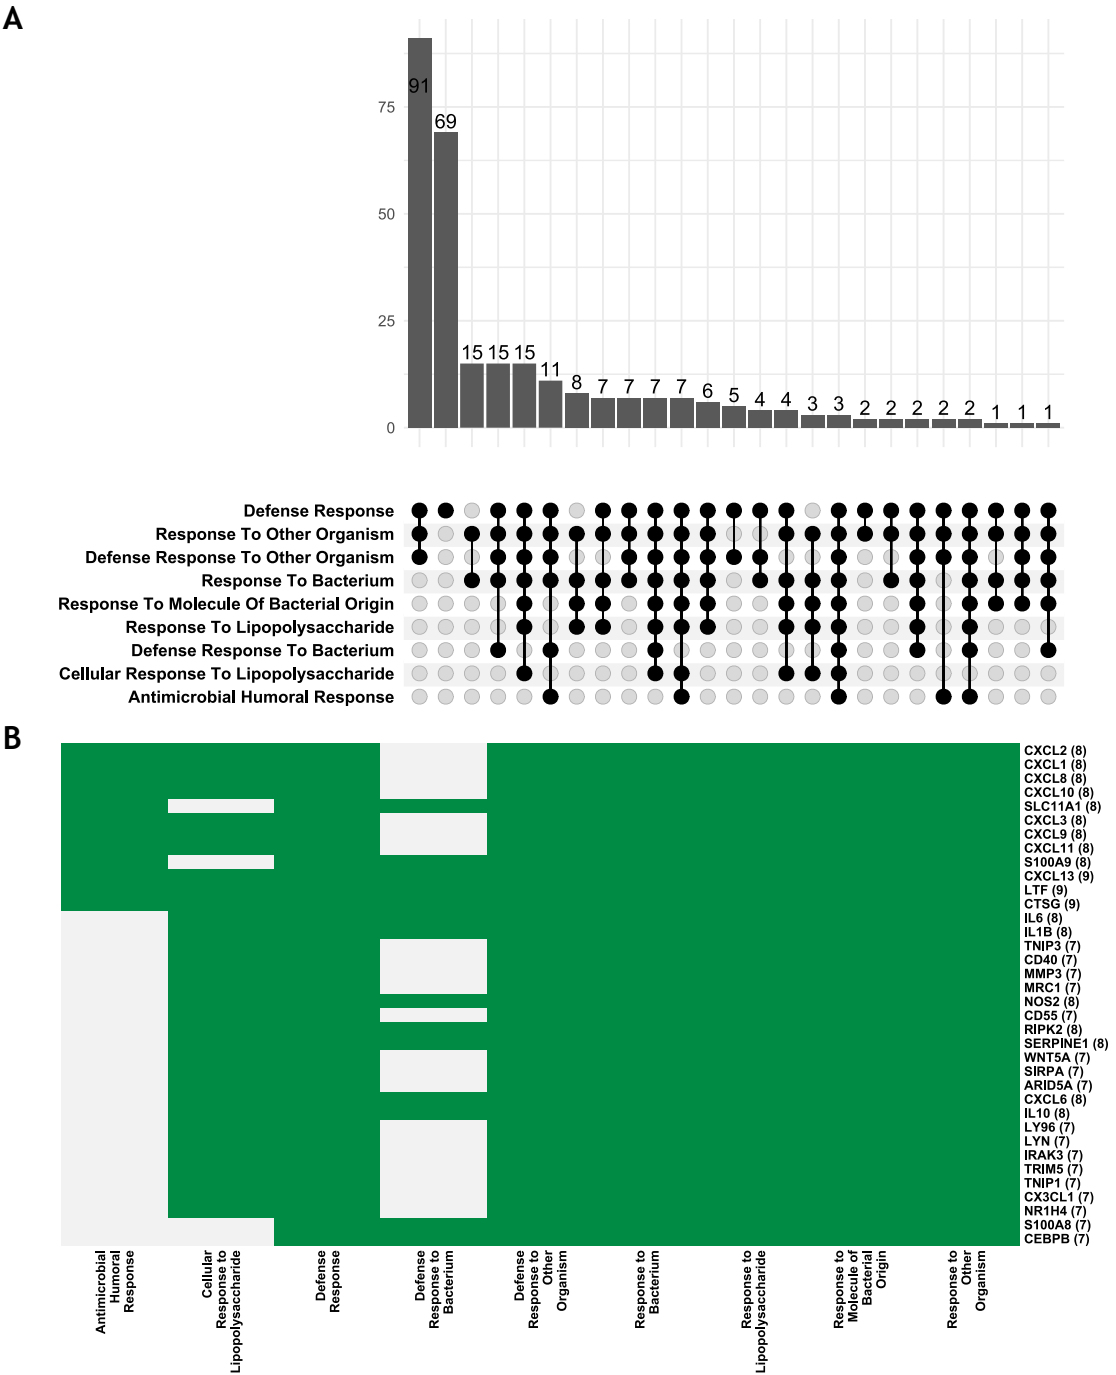 A
91
69
15 15 15
11
8
7
7
7
7
6
5
4
4
3
3
2
2
2
2
2
1
1
1
75
50
25
0
Defense Response
Response To Other Organism
Defense Response To Other Organism
Response To Bacterium
Response To Molecule Of Bacterial Origin
Response To Lipopolysaccharide
Defense Response To Bacterium
Cellular Response To Lipopolysaccharide
Antimicrobial Humoral Response
B
CXCL2 (8)
CXCL1 (8)
CXCL8 (8)
CXCL10 (8)
SLC11A1 (8)
CXCL3 (8)
CXCL9 (8)
CXCL11 (8)
S100A9 (8)
CXCL13 (9)
LTF (9)
CTSG (9)
IL6 (8)
IL1B (8)
TNIP3 (7)
CD40 (7)
MMP3 (7)
MRC1 (7)
NOS2 (8)
CD55 (7)
RIPK2 (8)
SERPINE1 (8)
WNT5A (7)
SIRPA (7)
ARID5A (7)
CXCL6 (8)
IL10 (8)
LY96 (7)
LYN (7)
IRAK3 (7)
TRIM5 (7)
TNIP1 (7)
CX3CL1 (7)
NR1H4 (7)
S100A8 (7)
CEBPB (7)
Antimicrobial
Humoral
Response
Cellular
Response to
Lipopolysaccharide
Defense
Response
Defense
Response to
Bacterium
Defense
Response to
Other
Organism
Response to
Bacterium
Response to
Lipopolysaccharide
Response to
Molecule of
Bacterial
Origin
Response to
Other
Organism